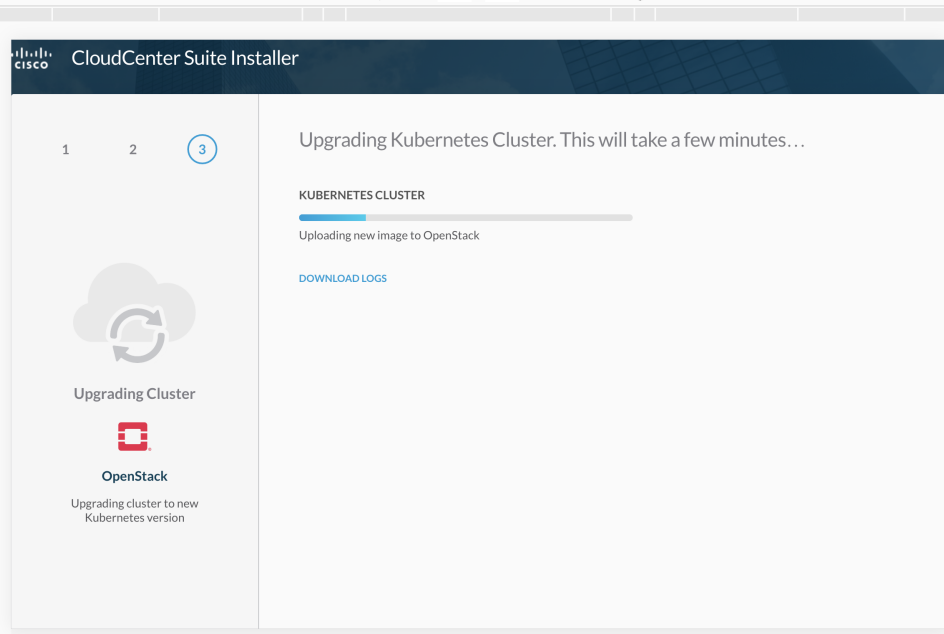 cisco
CloudCenter Suite Installer
1 2 3
Upgrading Kubernetes Cluster. This will take a few minutes...
KUBERNETES CLUSTER
Uploading new image to OpenStack
DOWNLOAD LOGS
Upgrading Cluster
OpenStack
Upgrading cluster to new
Kubernetes version